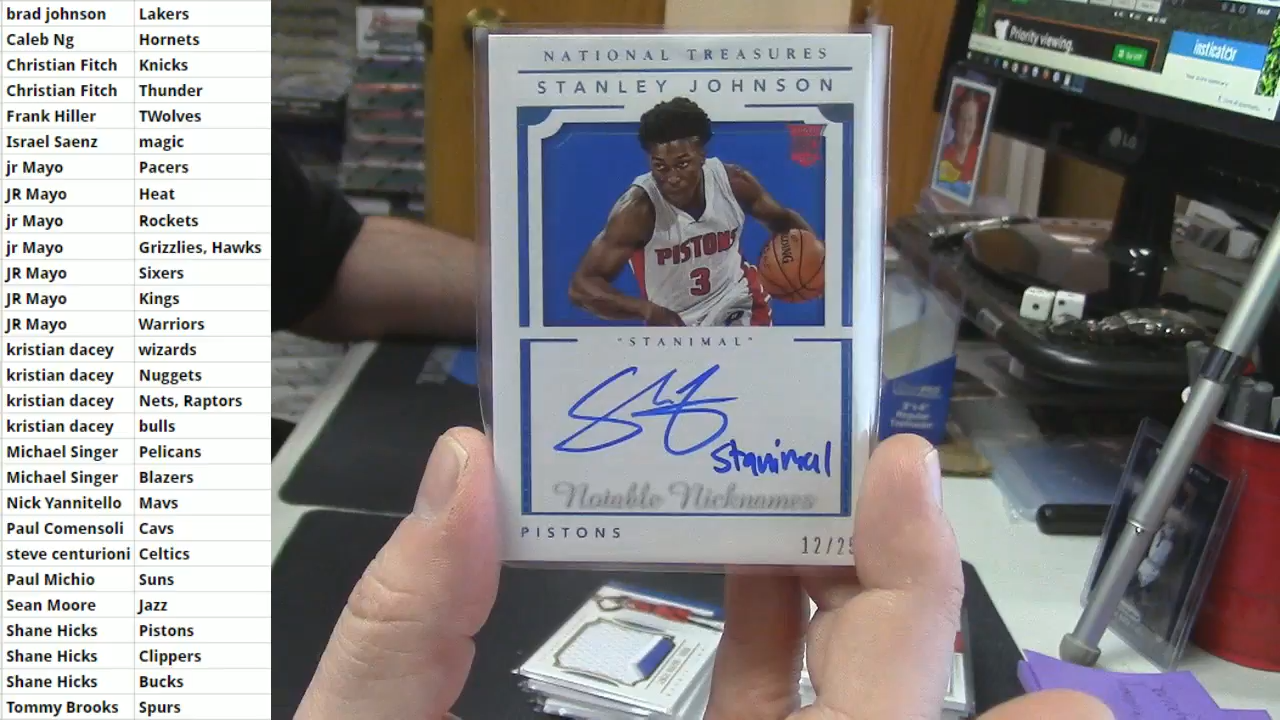 brad johnson Lakers
Caleb Ng Hornets
Christian Fitch Knicks
Christian Fitch Thunder
Frank Hiller TWolves
Israel Saenz magic
jr Mayo Pacers
JR Mayo Heat
jr Mayo Rockets
jr Mayo Grizzlies, Hawks
JR Mayo Sixers
JR Mayo Kings
JR Mayo Warriors
kristian dacey wizards
kristian dacey Nuggets
kristian dacey Nets, Raptors
kristian dacey bulls
Michael Singer Pelicans
Michael Singer Blazers
Nick Yannitello Mavs
Paul Comensoli Cavs
steve centurioni Celtics
Paul Michio Suns
Sean Moore Jazz
Shane Hicks Pistons
Shane Hicks Clippers
Shane Hicks Bucks
Tommy Brooks Spurs
NATIONAL TREASURES
STANLEY JOHNSON
PISTONS
3
"STANIMAL"
stanimal
Notable Nicknames
PISTONS
12/25
Priority viewing.
insticator
LG